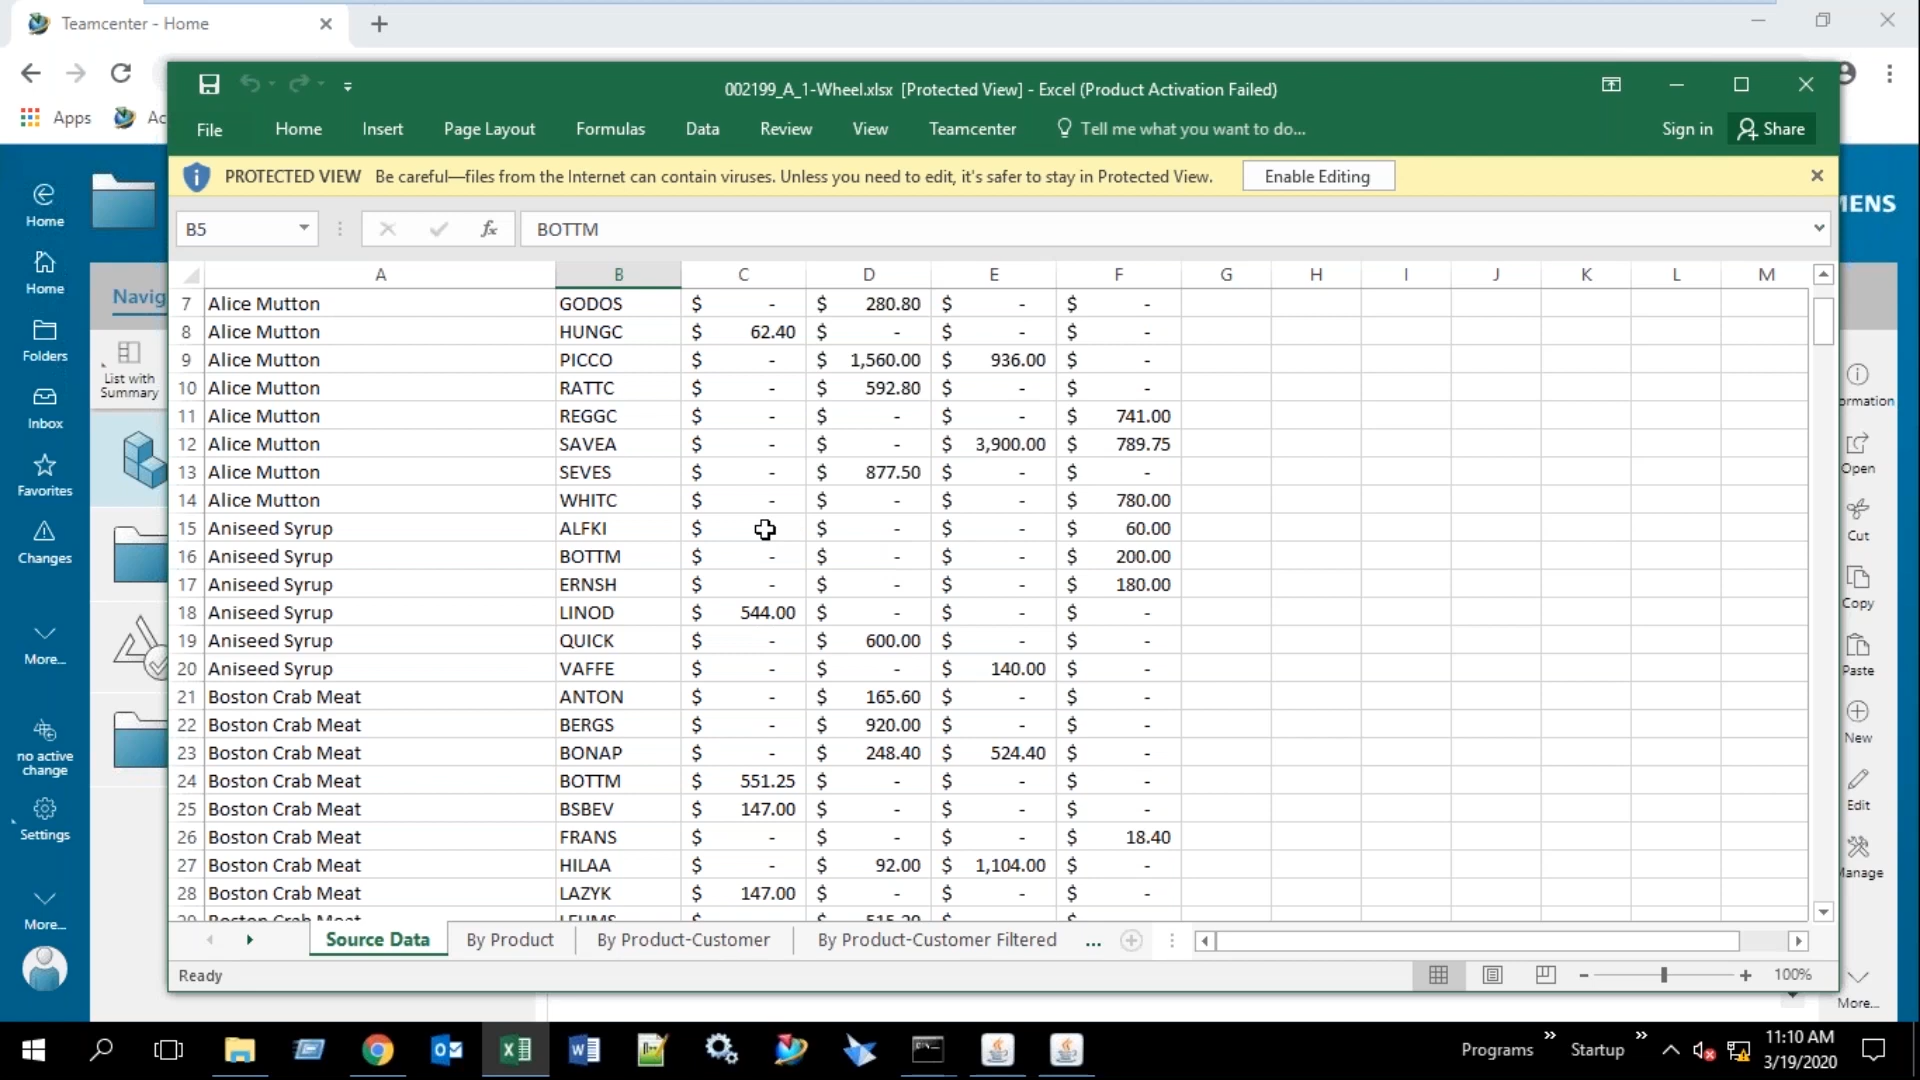 Teamcenter - Home
Apps
Ac
002199_A_1-Wheel.xlsx [Protected View] - Excel (Product Activation Failed)
File Home Insert Page Layout Formulas Data Review View Teamcenter Tell me what you want to do... Sign in Share
PROTECTED VIEW Be careful—files from the Internet can contain viruses. Unless you need to edit, it's safer to stay in Protected View. Enable Editing
B5 fx BOTTM
A B C D E F G H I J K L M
7 Alice Mutton GODOS $ - $ 280.80 $ - $ -
8 Alice Mutton HUNGC $ 62.40 $ - $ - $ -
9 Alice Mutton PICCO $ - $ 1,560.00 $ 936.00 $ -
10 Alice Mutton RATTC $ - $ 592.80 $ - $ -
11 Alice Mutton REGGC $ - $ - $ - $ 741.00
12 Alice Mutton SAVEA $ - $ - $ 3,900.00 $ 789.75
13 Alice Mutton SEVES $ - $ 877.50 $ - $ -
14 Alice Mutton WHITC $ - $ - $ - $ 780.00
15 Aniseed Syrup ALFKI $ $ - $ - $ 60.00
16 Aniseed Syrup BOTTM $ - $ - $ - $ 200.00
17 Aniseed Syrup ERNSH $ - $ - $ - $ 180.00
18 Aniseed Syrup LINOD $ 544.00 $ - $ - $ -
19 Aniseed Syrup QUICK $ - $ 600.00 $ - $ -
20 Aniseed Syrup VAFFE $ - $ - $ 140.00 $ -
21 Boston Crab Meat ANTON $ - $ 165.60 $ - $ -
22 Boston Crab Meat BERGS $ - $ 920.00 $ - $ -
23 Boston Crab Meat BONAP $ - $ 248.40 $ 524.40 $ -
24 Boston Crab Meat BOTTM $ 551.25 $ - $ - $ -
25 Boston Crab Meat BSBEV $ 147.00 $ - $ - $ -
26 Boston Crab Meat FRANS $ - $ - $ - $ 18.40
27 Boston Crab Meat HILAA $ - $ 92.00 $ 1,104.00 $ -
28 Boston Crab Meat LAZYK $ 147.00 $ - $ - $ -
Source Data By Product By Product-Customer By Product-Customer Filtered ...
Ready 100%
Home
Home
Folders
Inbox
Favorites
Changes
More...
no active
change
Settings
More...
Navig
List with
Summary
IENS
ormation
Open
Cut
Copy
Paste
New
Edit
Manage
More...
Programs » Startup »
11:10 AM
3/19/2020